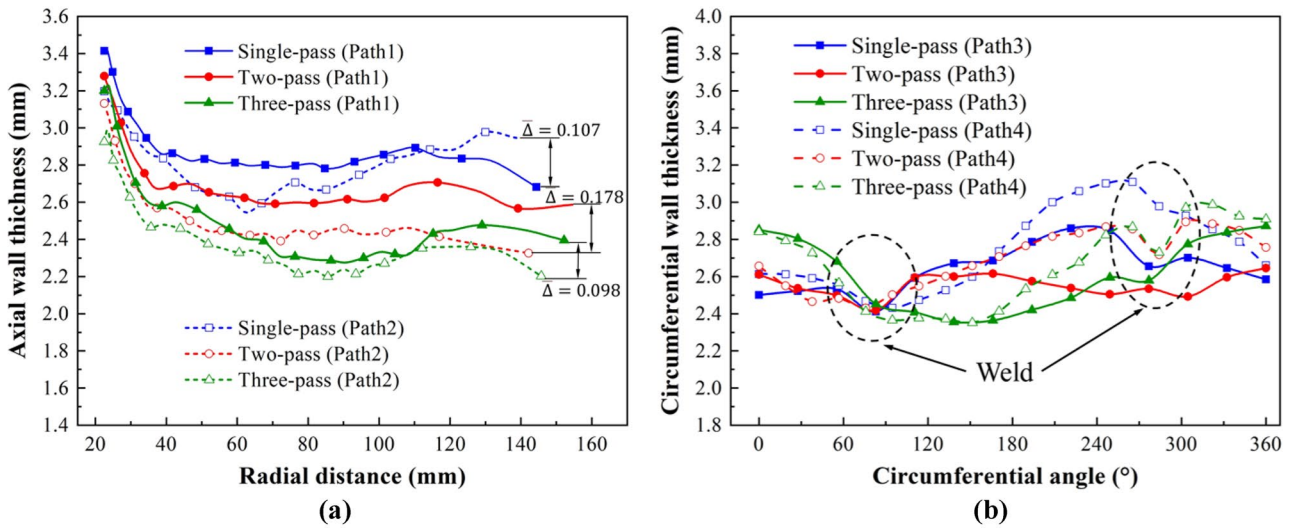 Axial wall thichness (mm)
3.6
3.4
3.2
3.0
2.8
2.6
2.4
2.2
2.0
1.8
1.6
1.4
Single-pass (Path1)
Two-pass (Path1)
Three-pass (Path1)
Δ̄ = 0.107
Δ̄ = 0.178
Δ̄ = 0.098
Single-pass (Path2)
Two-pass (Path2)
Three-pass (Path2)
20 40 60 80 100 120 140 160
Radial distance (mm)
(a)
Circumferential wall thickness (mm)
4.0
3.8
3.6
3.4
3.2
3.0
2.8
2.6
2.4
2.2
2.0
1.8
Single-pass (Path3)
Two-pass (Path3)
Three-pass (Path3)
Single-pass (Path4)
Two-pass (Path4)
Three-pass (Path4)
Weld
0 60 120 180 240 300 360
Circumferential angle (°)
(b)